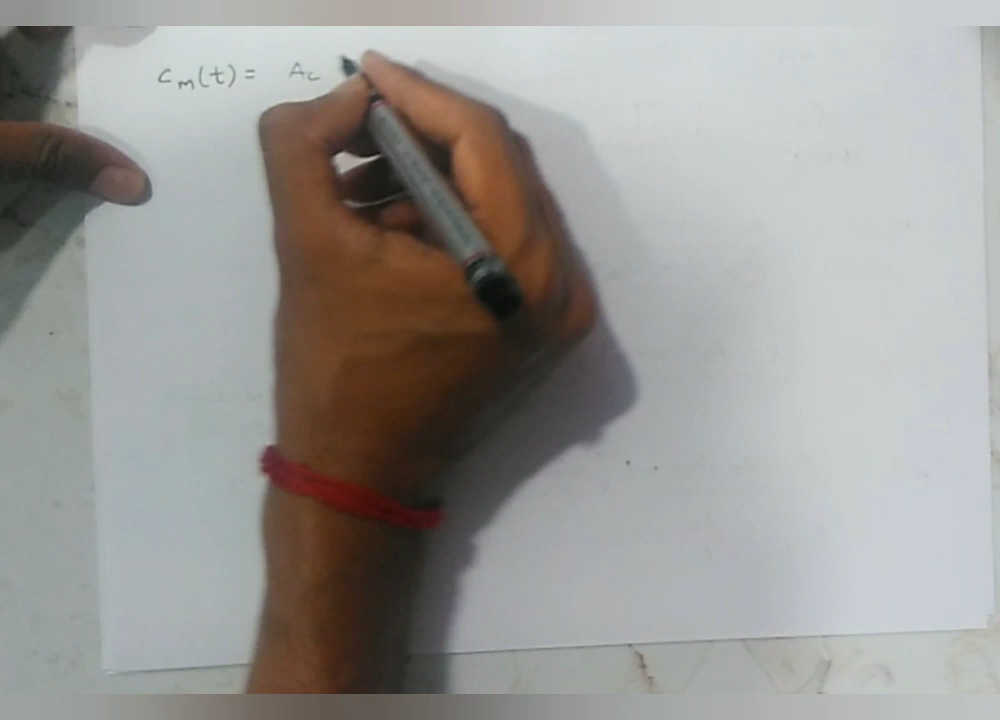 cm(t) = Ac